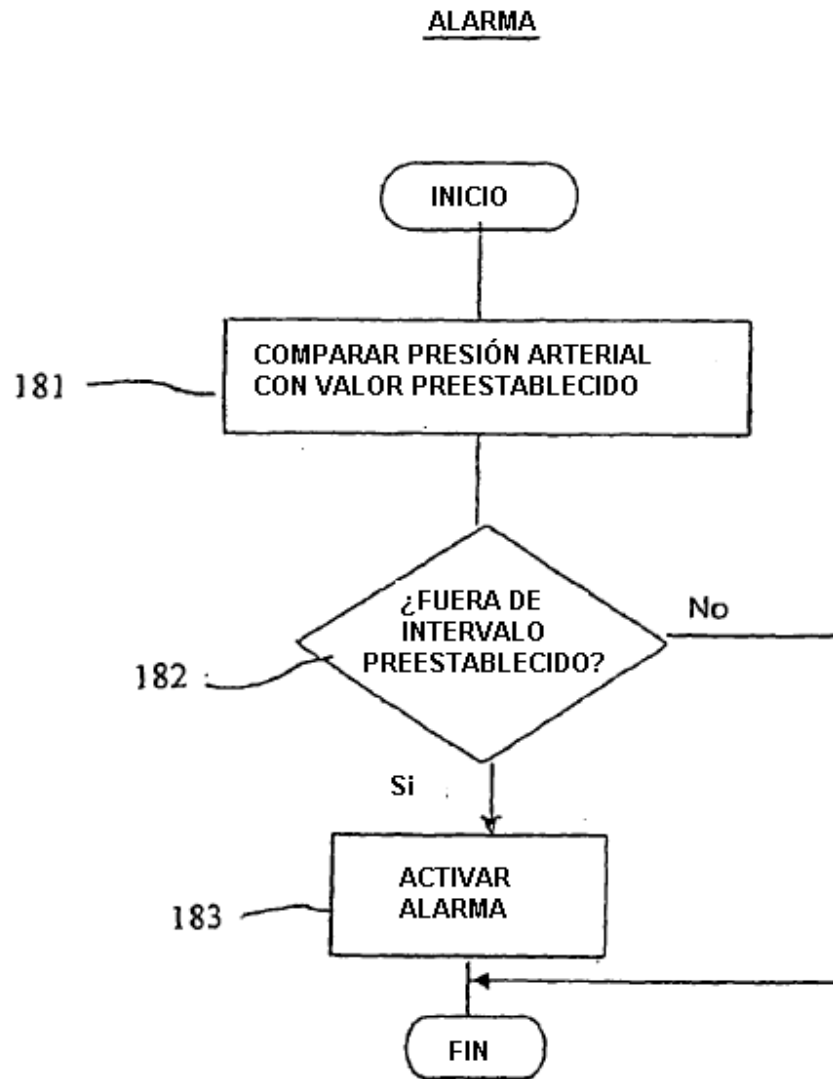 ALARMA
INICIO
COMPARAR PRESIÓN ARTERIAL
CON VALOR PREESTABLECIDO
181
¿FUERA DE
INTERVALO
PREESTABLECIDO?
No
182
Si
ACTIVAR
ALARMA
183
FIN